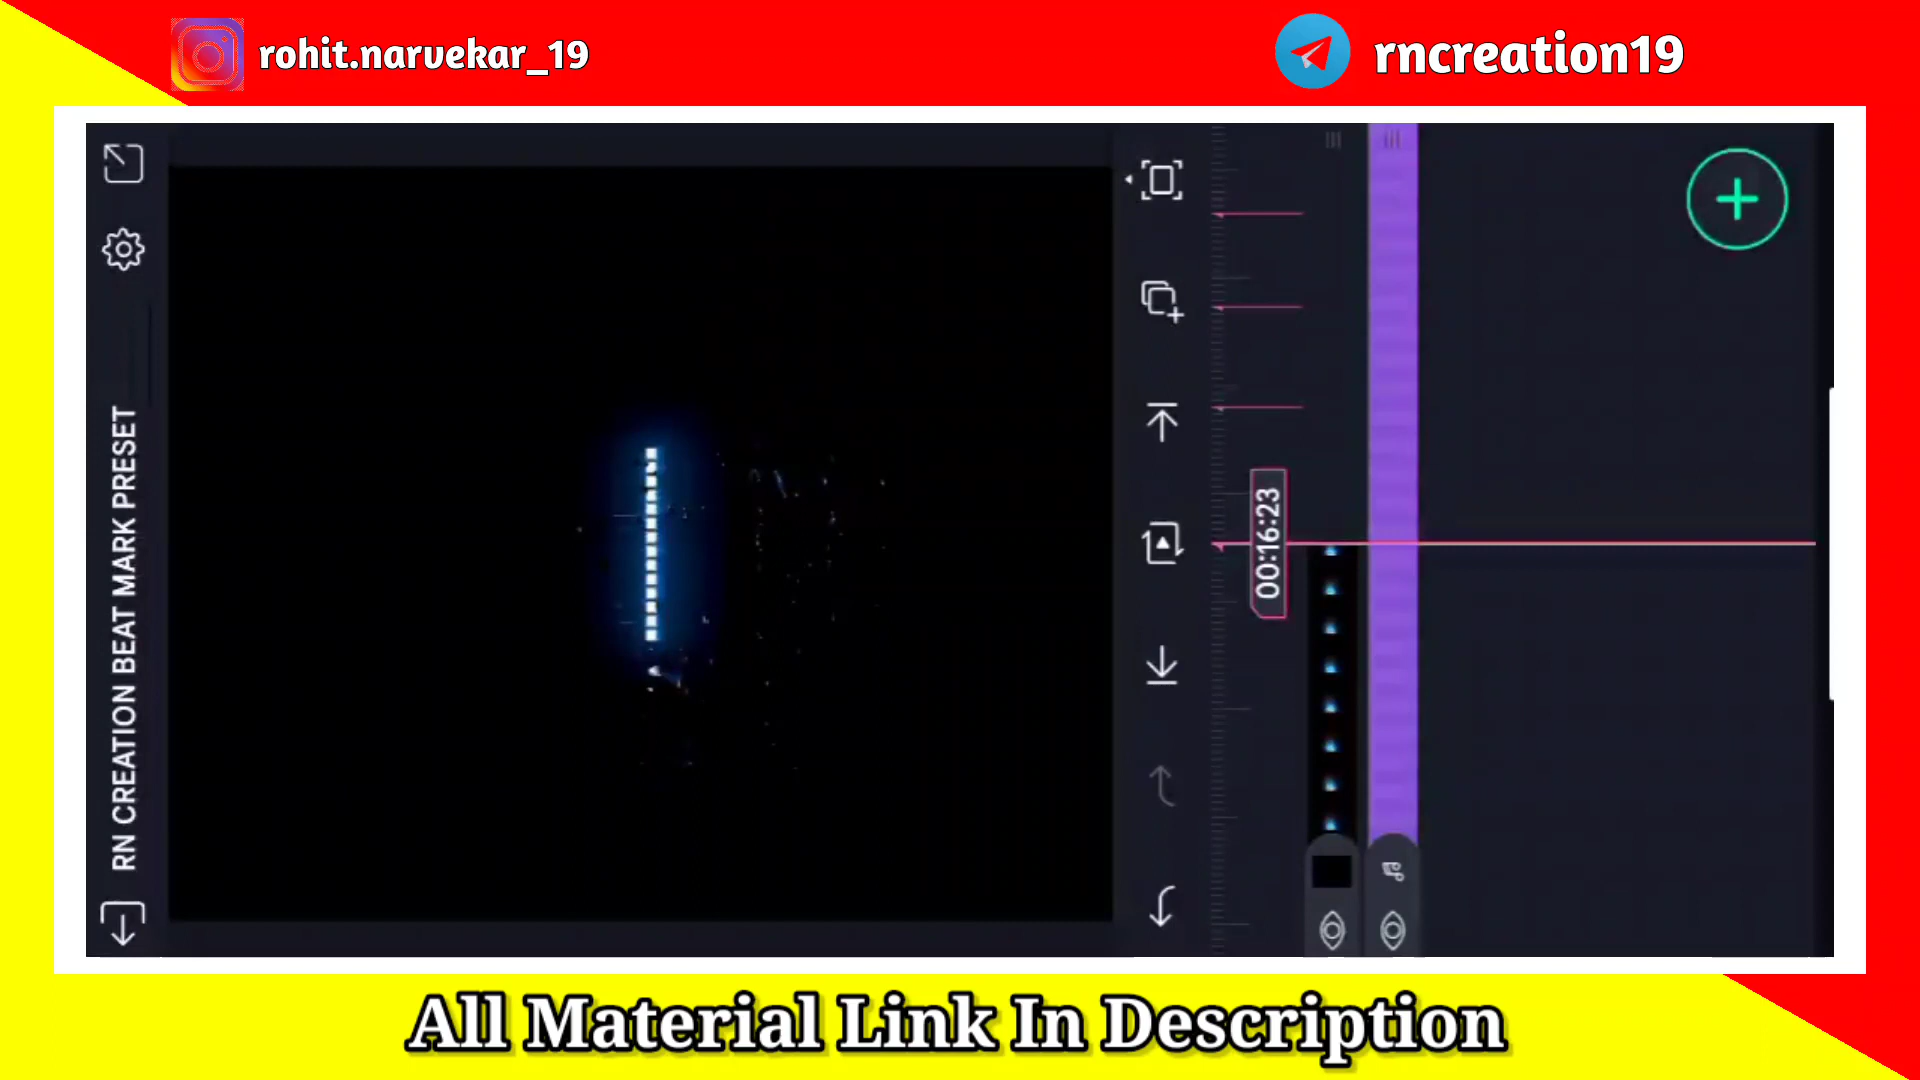 rohit.narvekar_19
rncreation19
RN CREATION BEAT MARK PRESET
00:16:23
All Material Link In Description